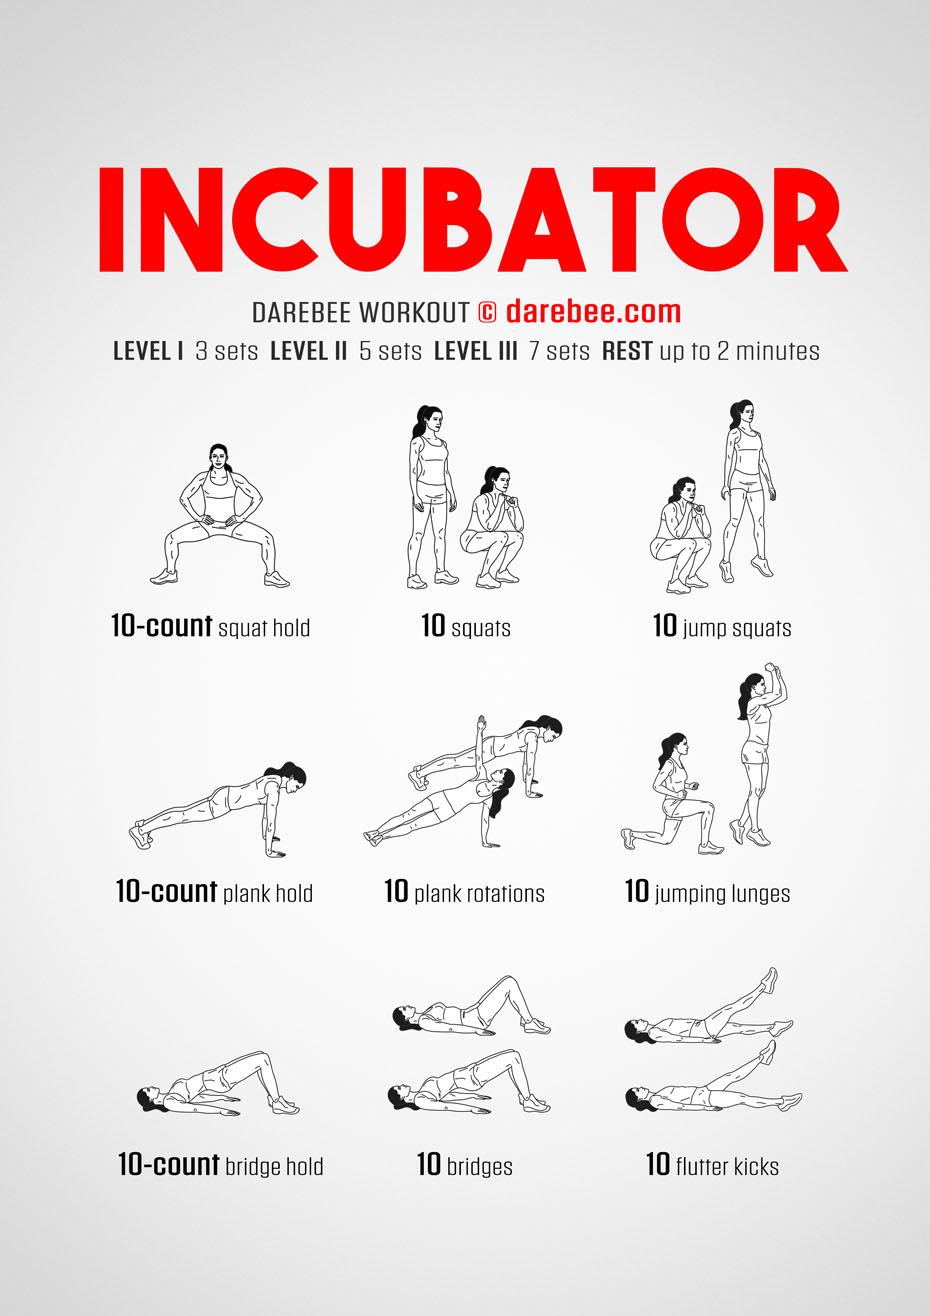 INCUBATOR
DAREBEE WORKOUT © darebee.com
LEVEL I 3 sets LEVEL II 5 sets LEVEL III 7 sets REST up to 2 minutes
10-count squat hold
10 squats
10 jump squats
10-count plank hold
10 plank rotations
10 jumping lunges
10-count bridge hold
10 bridges
10 flutter kicks